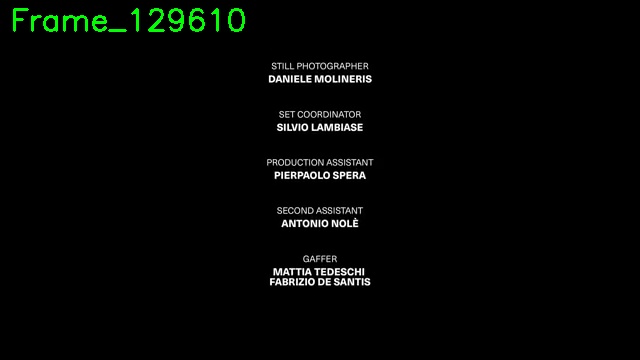 Frame_129610
STILL PHOTOGRAPHER
DANIELE MOLINERIS
SET COORDINATOR
SILVIO LAMBIASE
PRODUCTION ASSISTANT
PIERPAOLO SPERA
SECOND ASSISTANT
ANTONIO NOLÈ
GAFFER
MATTIA TEDESCHI
FABRIZIO DE SANTIS